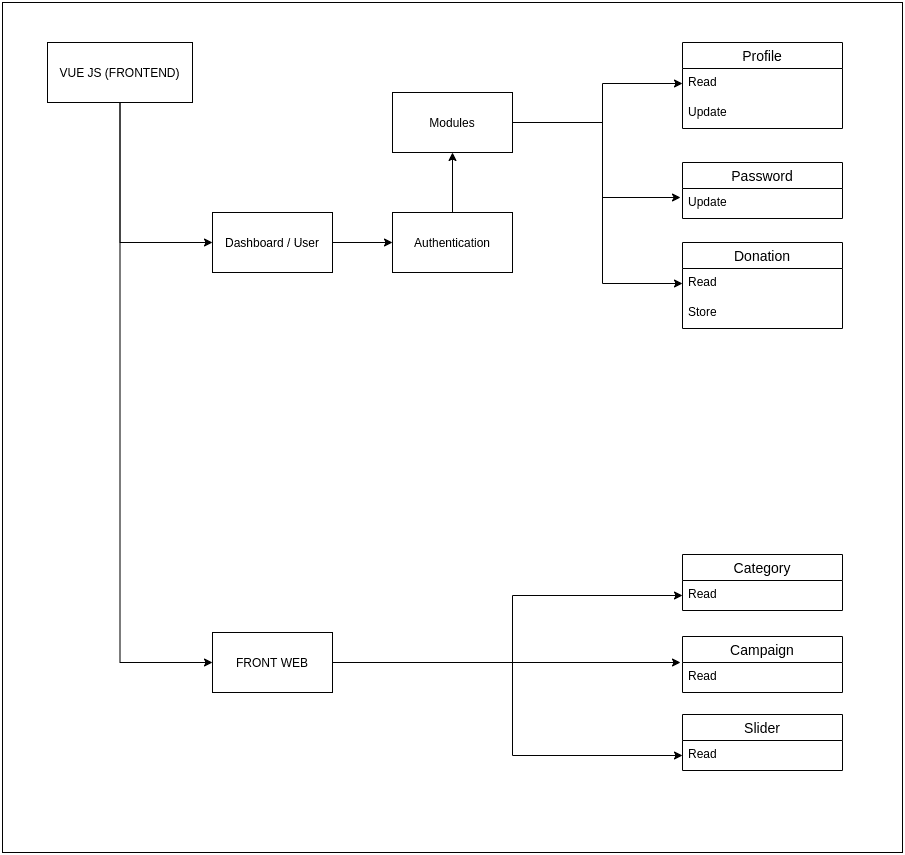 VUE JS (FRONTEND)
Modules
Dashboard / User
Authentication
Profile
Read
Update
Password
Update
Donation
Read
Store
FRONT WEB
Category
Read
Campaign
Read
Slider
Read